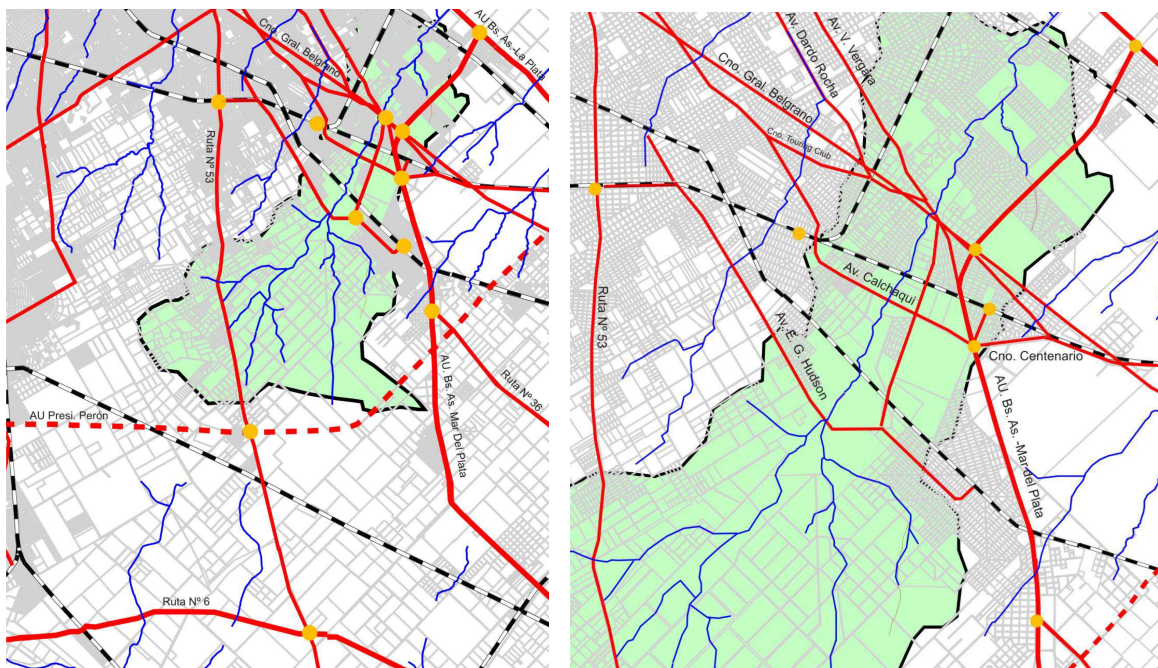 AU Bs. As.-La Plata
Cno. Gral. Belgrano
Ruta Nº 53
AU Presi. Perón
AU. Bs. As. Mar Del Plata
Ruta Nº 36
Ruta Nº 6
Av. Dardo Rocha
Av. V. Vergara
Cno. Gral. Belgrano
Cno. Touring Club
Av. Calchaquí
Ruta Nº 53
Av. E. G. Hudson
Cno. Centenario
AU. Bs. As. -Mar del Plata